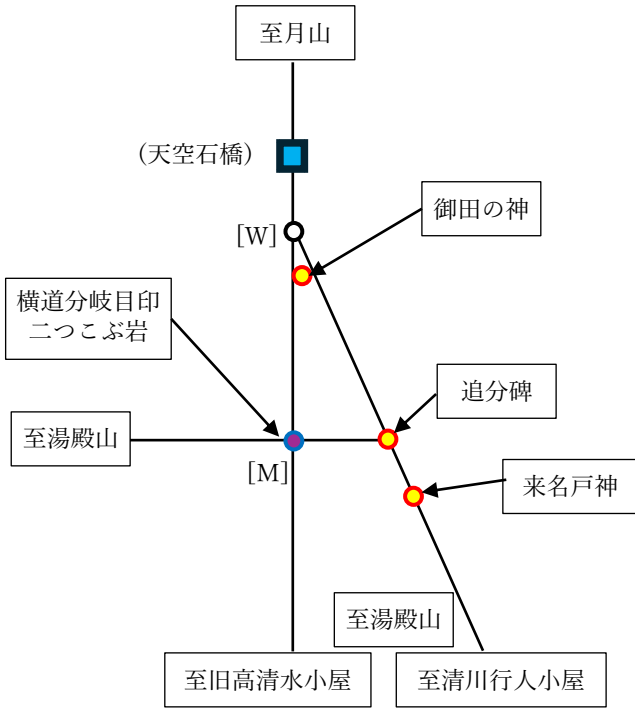 至月山
(天空石橋)
御田の神
[W]
横道分岐目印
二つこぶ岩
追分碑
至湯殿山
[M]
来名戸神
至湯殿山
至旧高清水小屋
至清川行人小屋